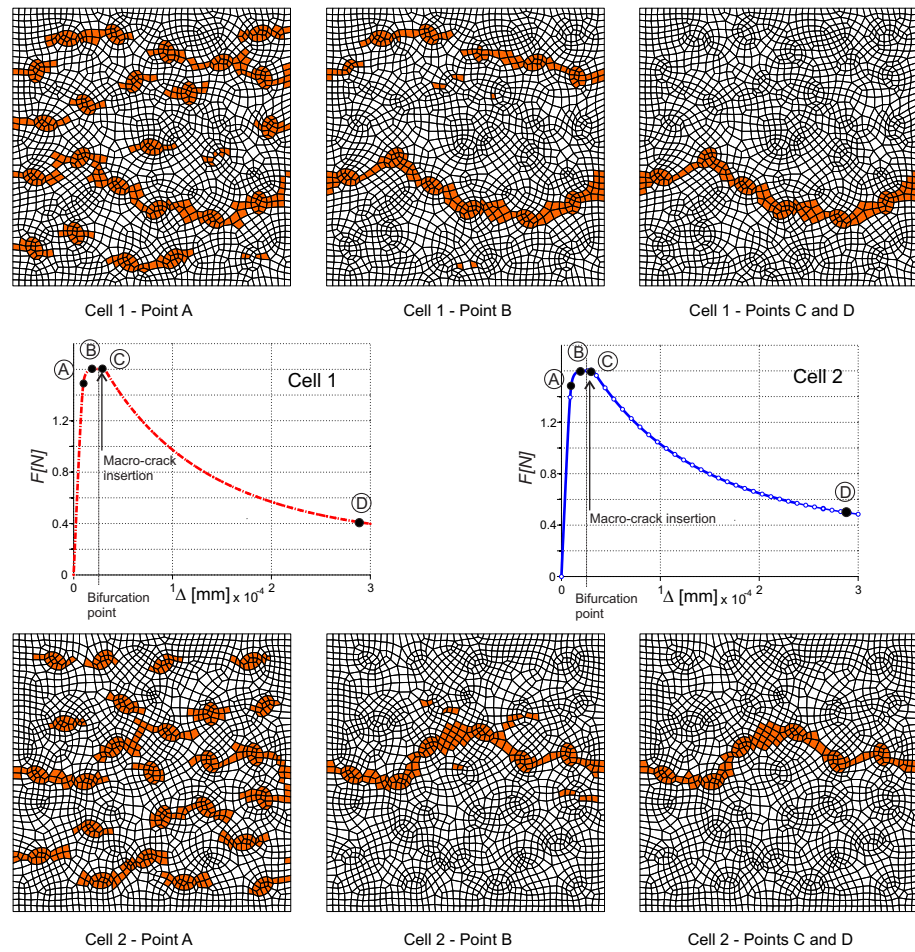 Cell 1 - Point A
Cell 1 - Point B
Cell 1 - Points C and D
A
B
C
Cell 1
1.2
0.8
0.4
0
F[N]
Macro-crack
insertion
D
0
1
2
3
Δ [mm] x 10⁻⁴
Bifurcation
point
A
B
C
Cell 2
1.2
0.8
0.4
0
F[N]
Macro-crack insertion
D
0
1
2
3
Δ [mm] x 10⁻⁴
Bifurcation
point
Cell 2 - Point A
Cell 2 - Point B
Cell 2 - Points C and D